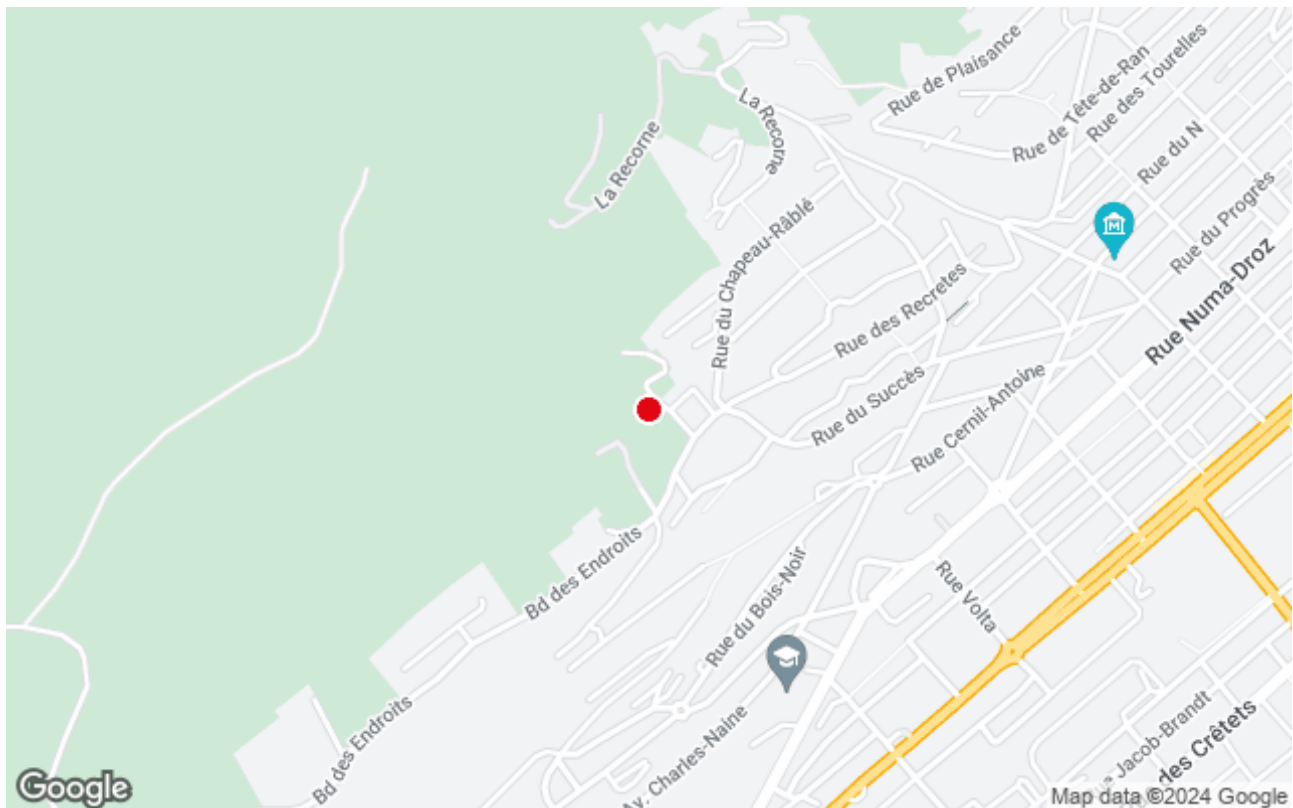 Rue de Plaisance
Rue de Tête-de-Ran
Rue des Tourelles
La Recorne
La Recorne
Rue du N
Rue du Progrès
Rue du Chapeau-Râblé
Rue des Recretes
Rue Numa-Droz
Rue du Succès
Rue Cernil-Antoine
Bd des Endroits
Rue du Bois-Noir
Rue Volta
Bd des Endroits
Av. Charles-Naine
Rue Jacob-Brandt
des Crêtets
M
Google
Map data ©2024 Google